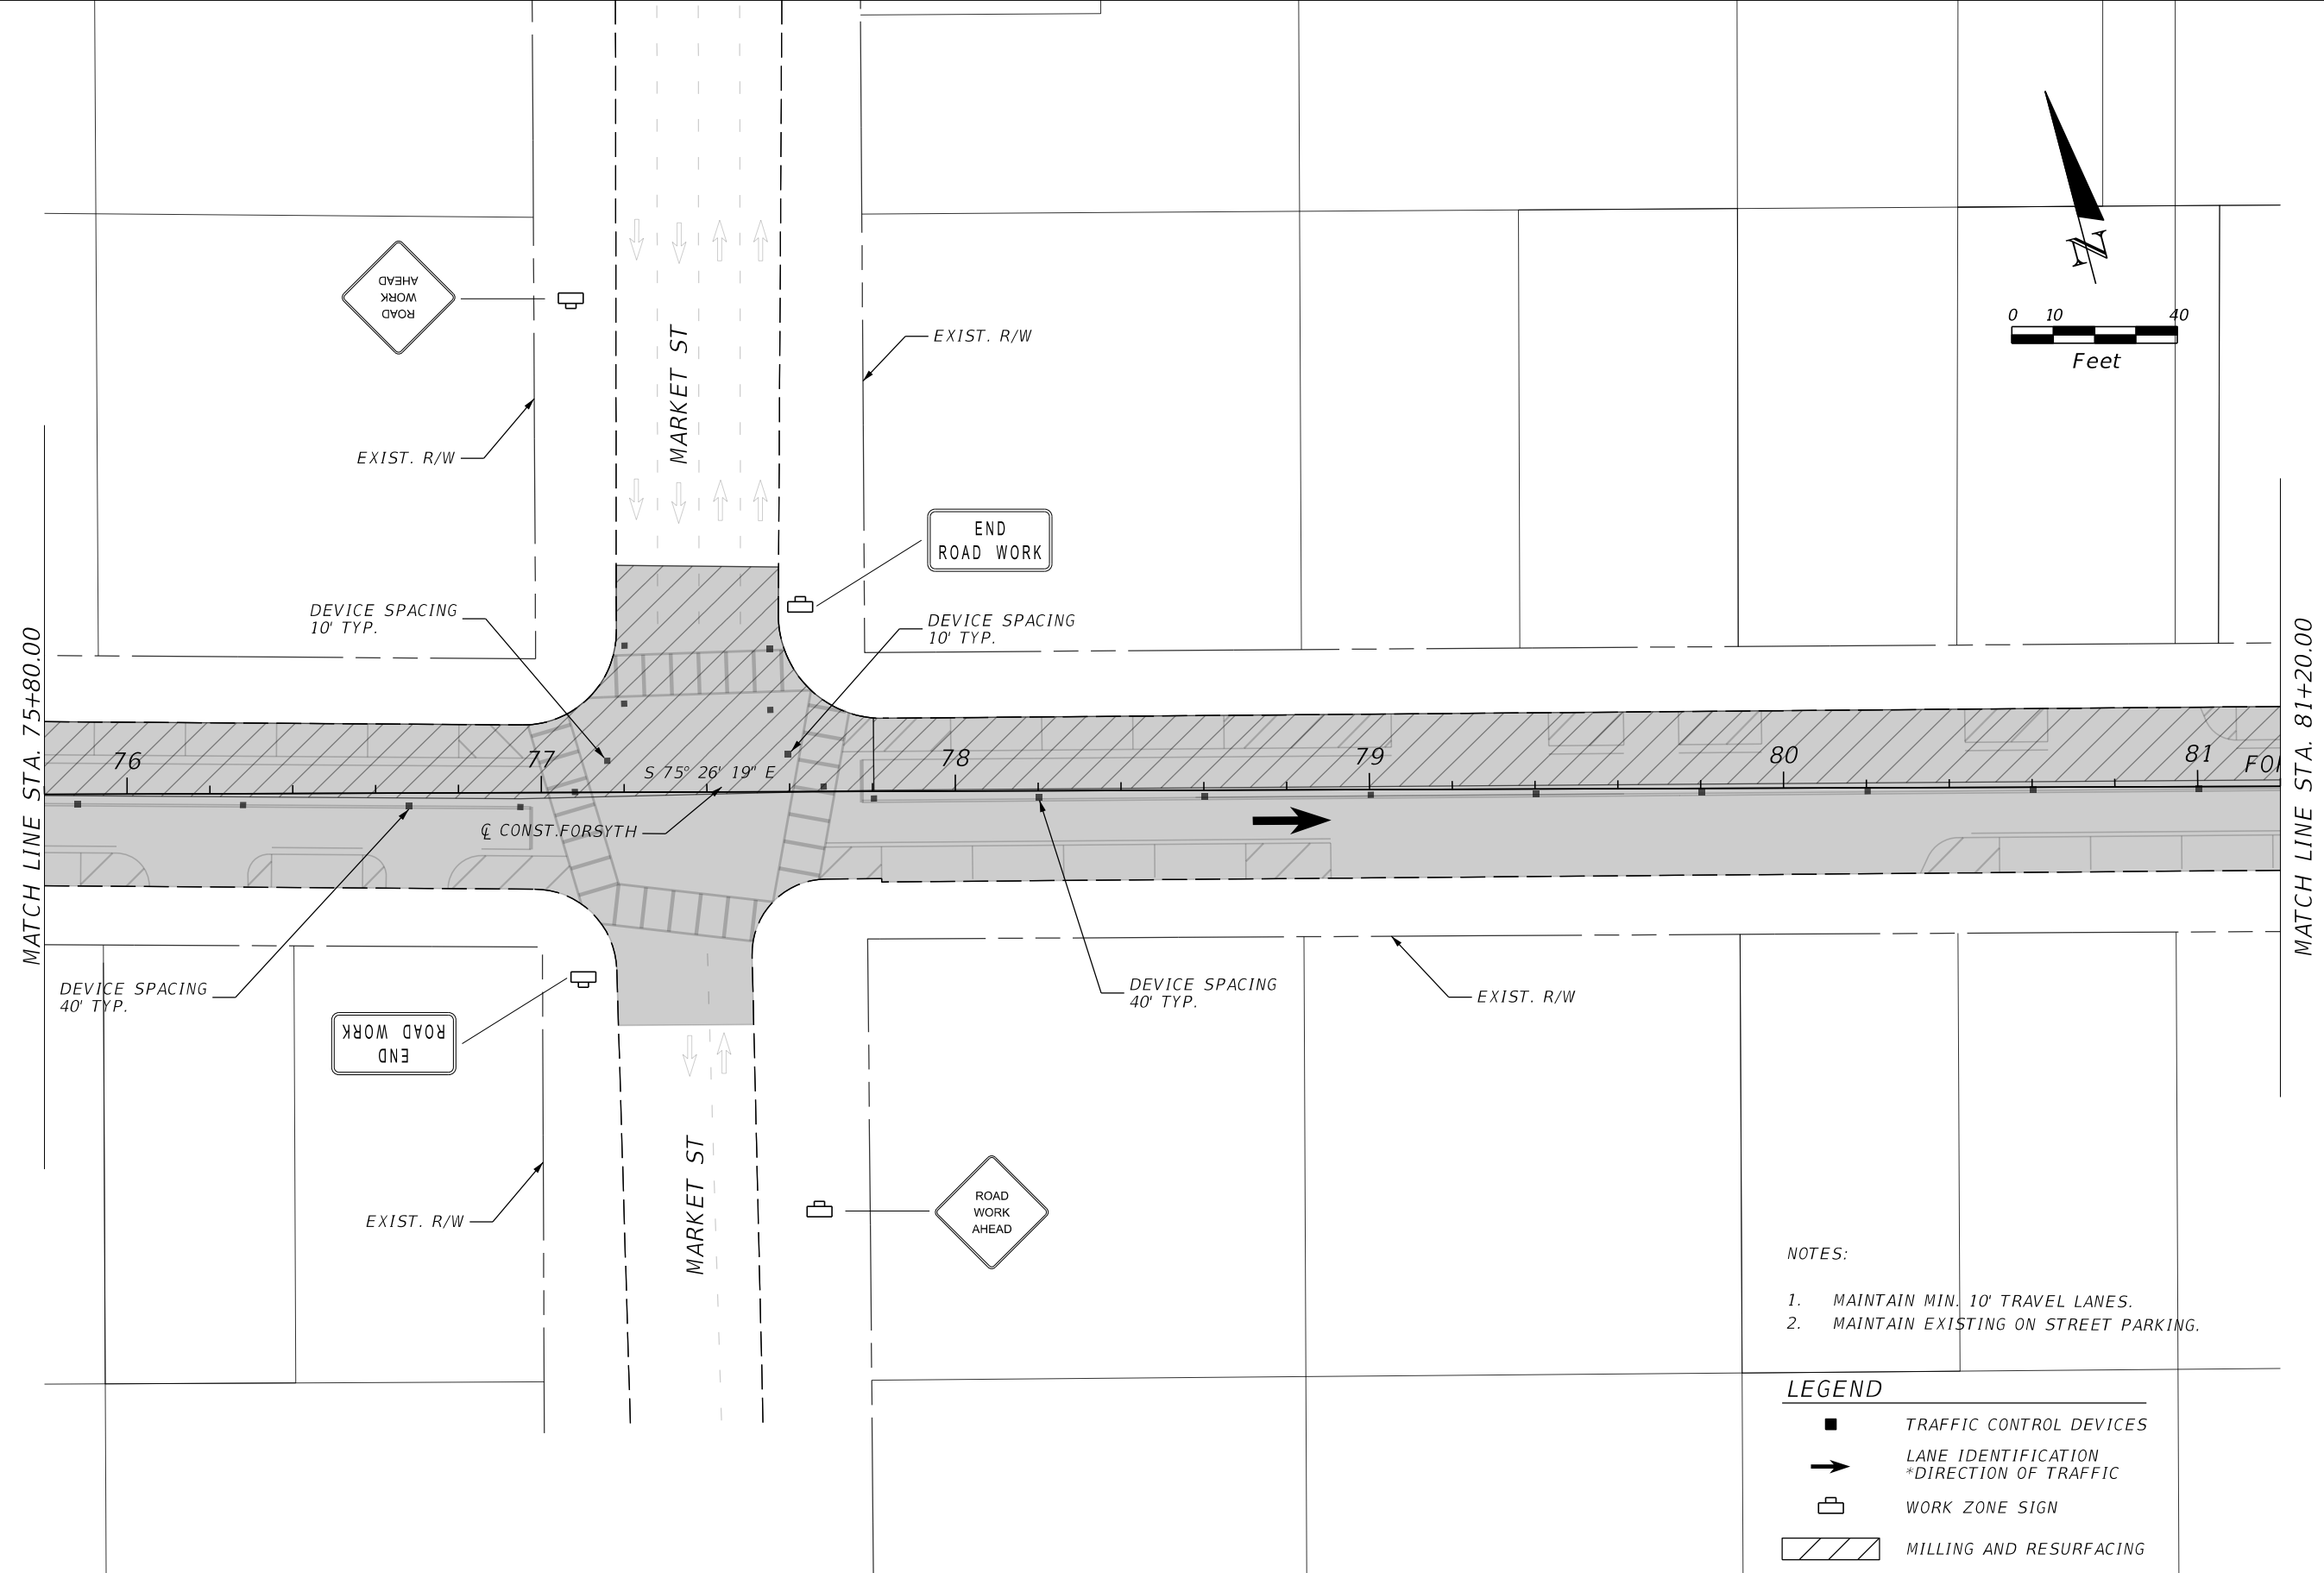 ROAD
WORK
AHEAD
MARKET ST
EXIST. R/W
EXIST. R/W
0 10 40
Feet
N
END
ROAD WORK
DEVICE SPACING
10' TYP.
DEVICE SPACING
10' TYP.
MATCH LINE STA. 75+80.00
MATCH LINE STA. 81+20.00
76 77 78 79 80 81
S 75° 26' 19" E
℄ CONST. FORSYTH
DEVICE SPACING
40' TYP.
DEVICE SPACING
40' TYP.
EXIST. R/W
END
ROAD WORK
MARKET ST
EXIST. R/W
ROAD
WORK
AHEAD
NOTES:
1. MAINTAIN MIN. 10' TRAVEL LANES.
2. MAINTAIN EXISTING ON STREET PARKING.
LEGEND
TRAFFIC CONTROL DEVICES
LANE IDENTIFICATION
*DIRECTION OF TRAFFIC
WORK ZONE SIGN
MILLING AND RESURFACING